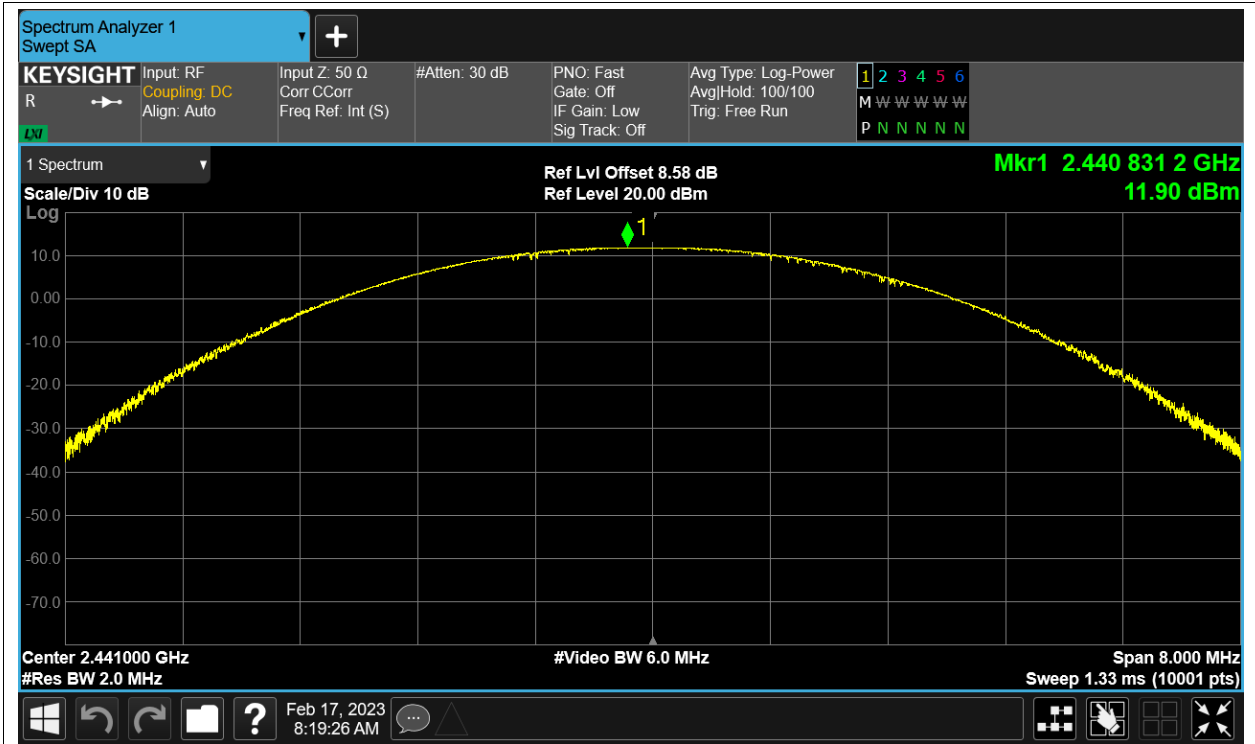 Spectrum Analyzer 1
Swept SA
KEYSIGHT
R
LXI
Input: RF
Coupling: DC
Align: Auto
Input Z: 50 Ω
Corr CCorr
Freq Ref: Int (S)
#Atten: 30 dB
PNO: Fast
Gate: Off
IF Gain: Low
Sig Track: Off
Avg Type: Log-Power
Avg|Hold: 100/100
Trig: Free Run
1 2 3 4 5 6
M W W W W W
P N N N N N
1 Spectrum
Scale/Div 10 dB
Log
Ref Lvl Offset 8.58 dB
Ref Level 20.00 dBm
Mkr1 2.440 831 2 GHz
11.90 dBm
1
10.0
0.00
-10.0
-20.0
-30.0
-40.0
-50.0
-60.0
-70.0
Center 2.441000 GHz
#Res BW 2.0 MHz
#Video BW 6.0 MHz
Span 8.000 MHz
Sweep 1.33 ms (10001 pts)
?
Feb 17, 2023
8:19:26 AM